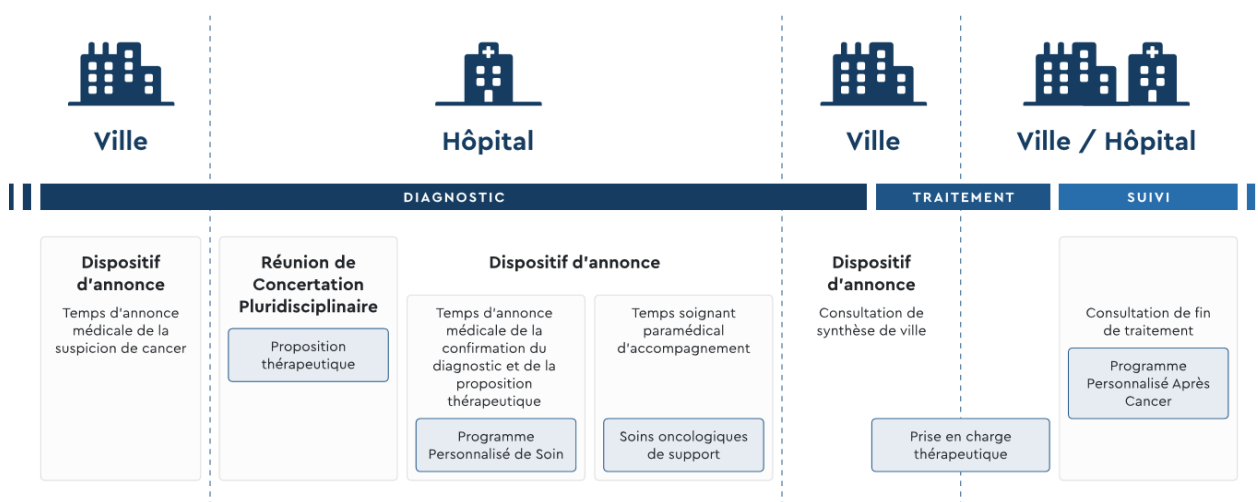 Ville
Hôpital
Ville
Ville / Hôpital
DIAGNOSTIC
TRAITEMENT
SUIVI
Dispositif
d'annonce
Temps d'annonce
médicale de la
suspicion de cancer
Réunion de
Concertation
Pluridisciplinaire
Proposition
thérapeutique
Dispositif d'annonce
Temps d'annonce
médicale de la
confirmation du
diagnostic et de la
proposition
thérapeutique
Programme
Personnalisé de Soin
Temps soignant
paramédical
d'accompagnement
Soins oncologiques
de support
Dispositif
d'annonce
Consultation de
synthèse de ville
Prise en charge
thérapeutique
Consultation de fin
de traitement
Programme
Personnalisé Après
Cancer